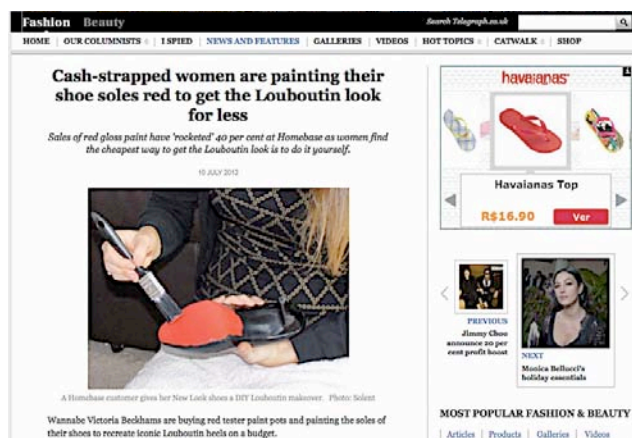 Fashion Beauty
Search Telegraph.co.uk
HOME OUR COLUMNISTS I SPIED NEWS AND FEATURES GALLERIES VIDEOS HOT TOPICS CATWALK SHOP
Cash-strapped women are painting their
shoe soles red to get the Louboutin look
for less
Sales of red gloss paint have 'rocketed' 40 per cent at Homebase as women find
the cheapest way to get the Louboutin look is to do it yourself.
10 JULY 2012
A Homebase customer gives her New Look shoes a DIY Louboutin makeover. Photo: Solent
Wannabe Victoria Beckhams are buying red tester paint pots and painting the soles of
their shoes to recreate iconic Louboutin heels on a budget.
havaianas
Havaianas Top
R$16.90 Ver
PREVIOUS
Jimmy Choo
announce 20 per
cent profit boost
NEXT
Monica Bellucci's
holiday essentials
MOST POPULAR FASHION & BEAUTY
Articles Products Galleries Videos